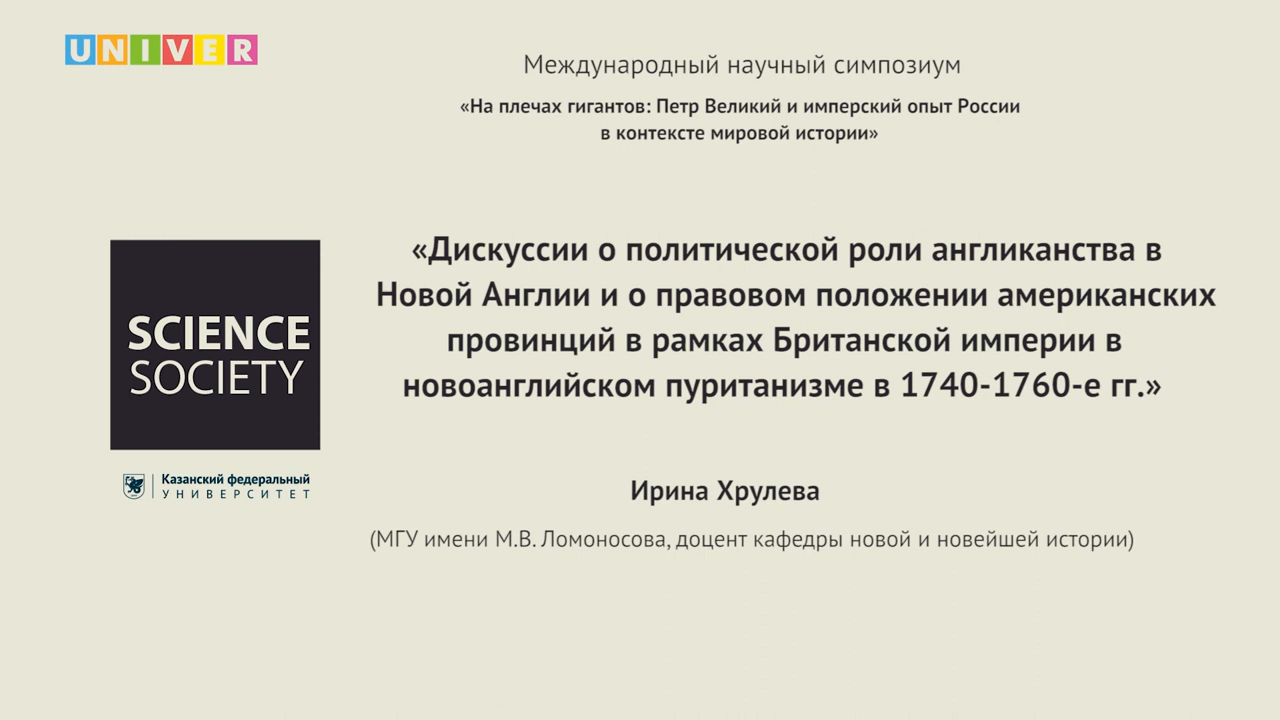 UNIVER
Международный научный симпозиум
«На плечах гигантов: Петр Великий и имперский опыт России
в контексте мировой истории»
«Дискуссии о политической роли англиканства в
Новой Англии и о правовом положении американских
провинций в рамках Британской империи в
новоанглийском пуританизме в 1740-1760-е гг.»
SCIENCE
SOCIETY
Казанский федеральный
УНИВЕРСИТЕТ
Ирина Хрулева
(МГУ имени М.В. Ломоносова, доцент кафедры новой и новейшей истории)